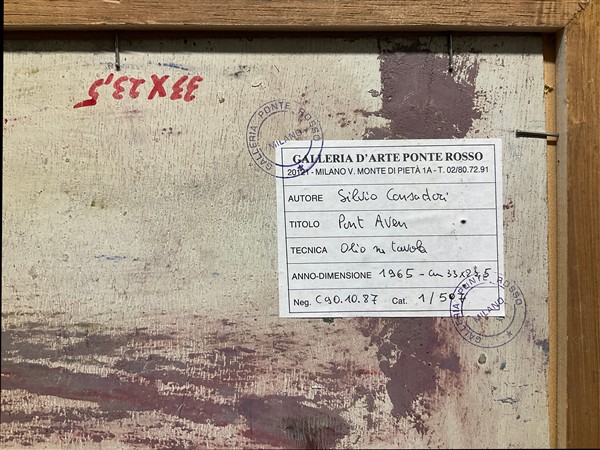 33X23,5
GALLERIA PONTE ROSSO
MILANO
GALLERIA D'ARTE PONTE ROSSO
20121 - MILANO V. MONTE DI PIETÀ 1A - T. 02/80.72.91
AUTORE Silvio Consadori
TITOLO Pont Aven
TECNICA Olio su tavola
ANNO-DIMENSIONE 1965 - cm 33x23,5
Neg. C90.10.87 Cat.
GALLERIA PONTE ROSSO
MILANO